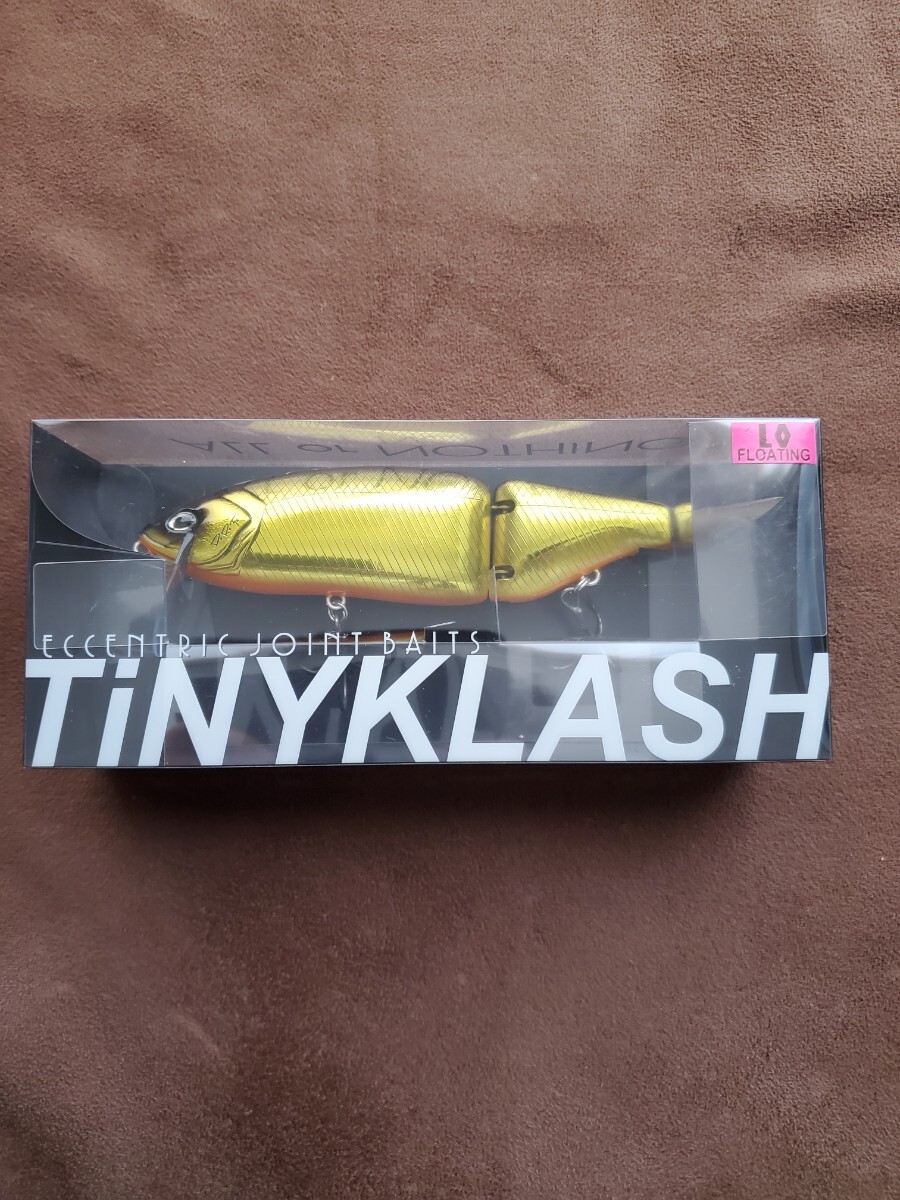 ALL or NOTHING
LO
FLOATING
ECCENTRIC JOINT BAITS
TiNYKLASH